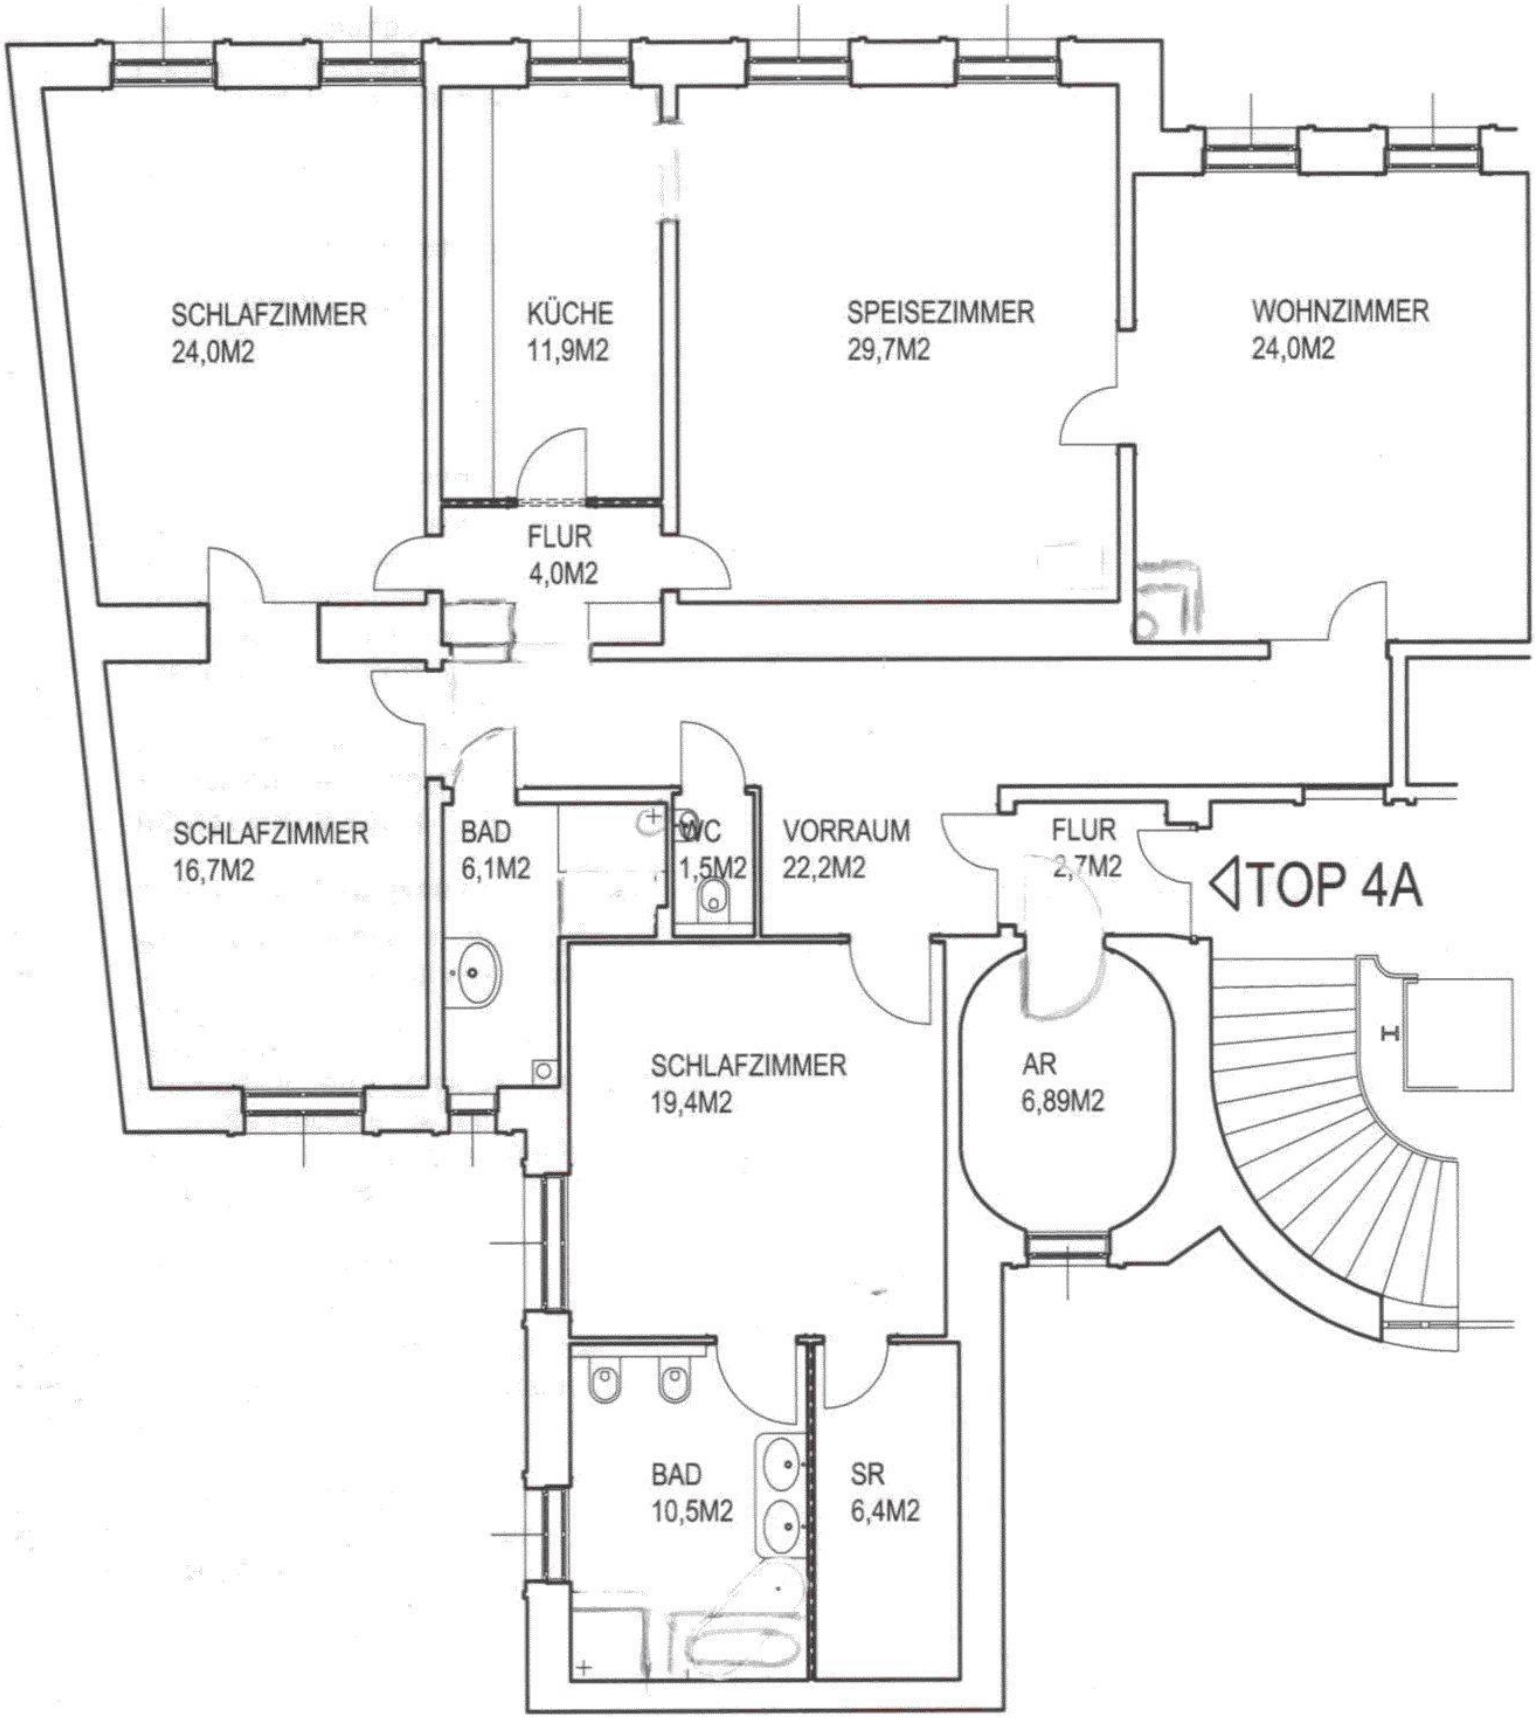 SCHLAFZIMMER
24,0M2
KÜCHE
11,9M2
SPEISEZIMMER
29,7M2
WOHNZIMMER
24,0M2
FLUR
4,0M2
SCHLAFZIMMER
16,7M2
BAD
6,1M2
WC
1,5M2
VORRAUM
22,2M2
FLUR
2,7M2
TOP 4A
SCHLAFZIMMER
19,4M2
AR
6,89M2
H
BAD
10,5M2
SR
6,4M2